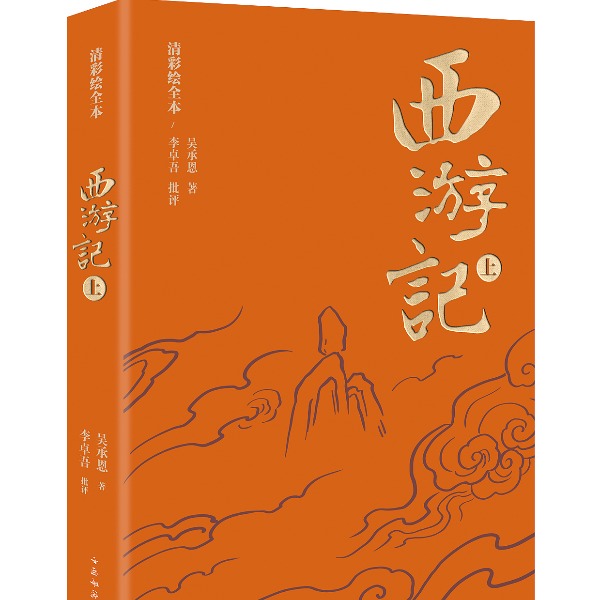 清彩绘全本
西游記
上
吴承恩 著
李卓吾 批评
西游記
上
清彩绘全本 /
吴承恩 著
李卓吾 批评